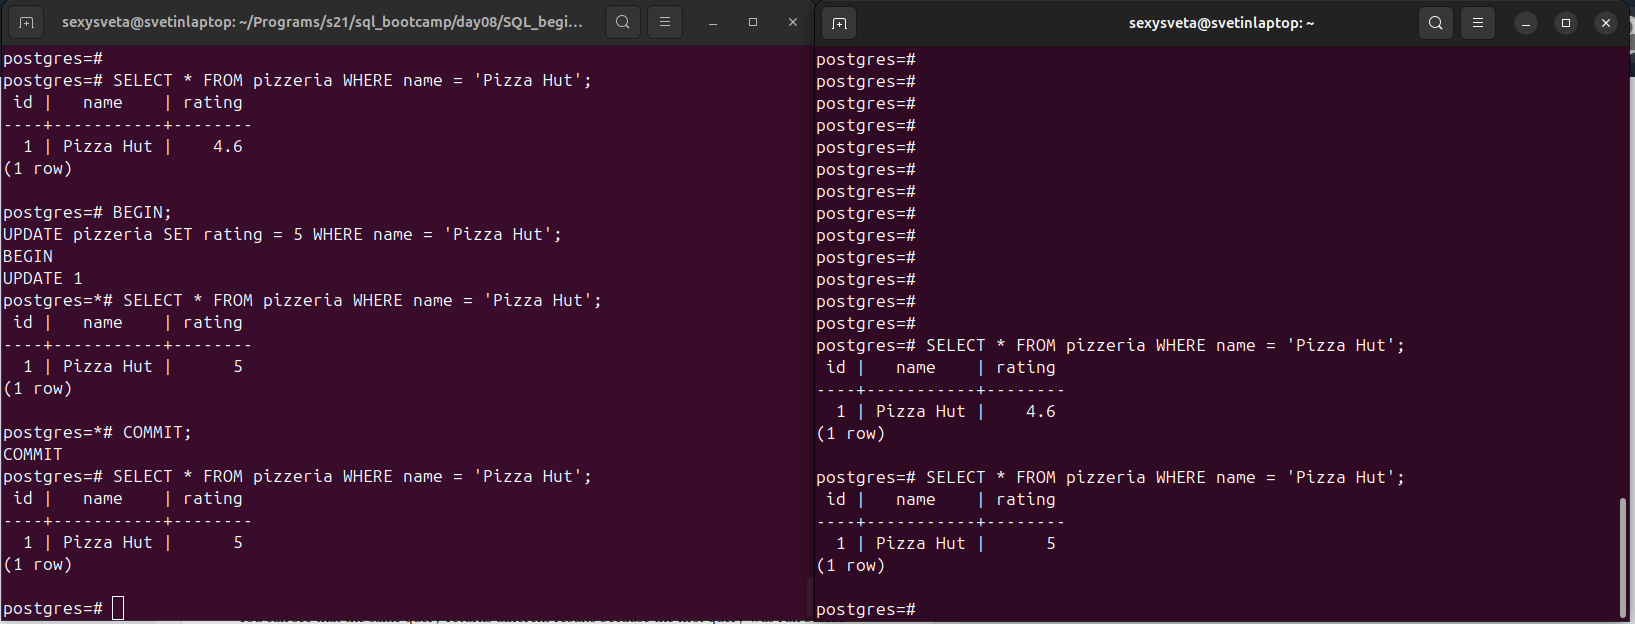 sexysveta@svetinlaptop: ~/Programs/s21/sql_bootcamp/day08/SQL_begi...
postgres=#
postgres=# SELECT * FROM pizzeria WHERE name = 'Pizza Hut';
 id |   name    | rating
----+-----------+--------
  1 | Pizza Hut |    4.6
(1 row)

postgres=# BEGIN;
UPDATE pizzeria SET rating = 5 WHERE name = 'Pizza Hut';
BEGIN
UPDATE 1
postgres=*# SELECT * FROM pizzeria WHERE name = 'Pizza Hut';
 id |   name    | rating
----+-----------+--------
  1 | Pizza Hut |      5
(1 row)

postgres=*# COMMIT;
COMMIT
postgres=# SELECT * FROM pizzeria WHERE name = 'Pizza Hut';
 id |   name    | rating
----+-----------+--------
  1 | Pizza Hut |      5
(1 row)

postgres=#
sexysveta@svetinlaptop: ~
postgres=#
postgres=#
postgres=#
postgres=#
postgres=#
postgres=#
postgres=#
postgres=#
postgres=#
postgres=#
postgres=#
postgres=#
postgres=#
postgres=# SELECT * FROM pizzeria WHERE name = 'Pizza Hut';
 id |   name    | rating
----+-----------+--------
  1 | Pizza Hut |    4.6
(1 row)

postgres=# SELECT * FROM pizzeria WHERE name = 'Pizza Hut';
 id |   name    | rating
----+-----------+--------
  1 | Pizza Hut |      5
(1 row)

postgres=#